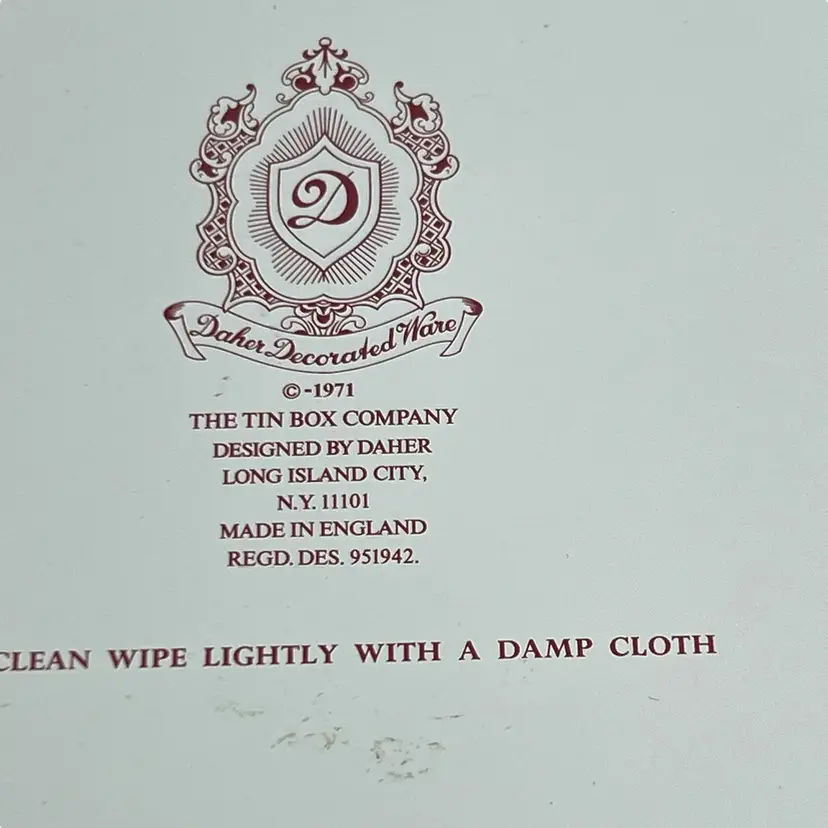 D
Daher Decorated Ware
©-1971
THE TIN BOX COMPANY
DESIGNED BY DAHER
LONG ISLAND CITY,
N.Y. 11101
MADE IN ENGLAND
REGD. DES. 951942.
CLEAN WIPE LIGHTLY WITH A DAMP CLOTH